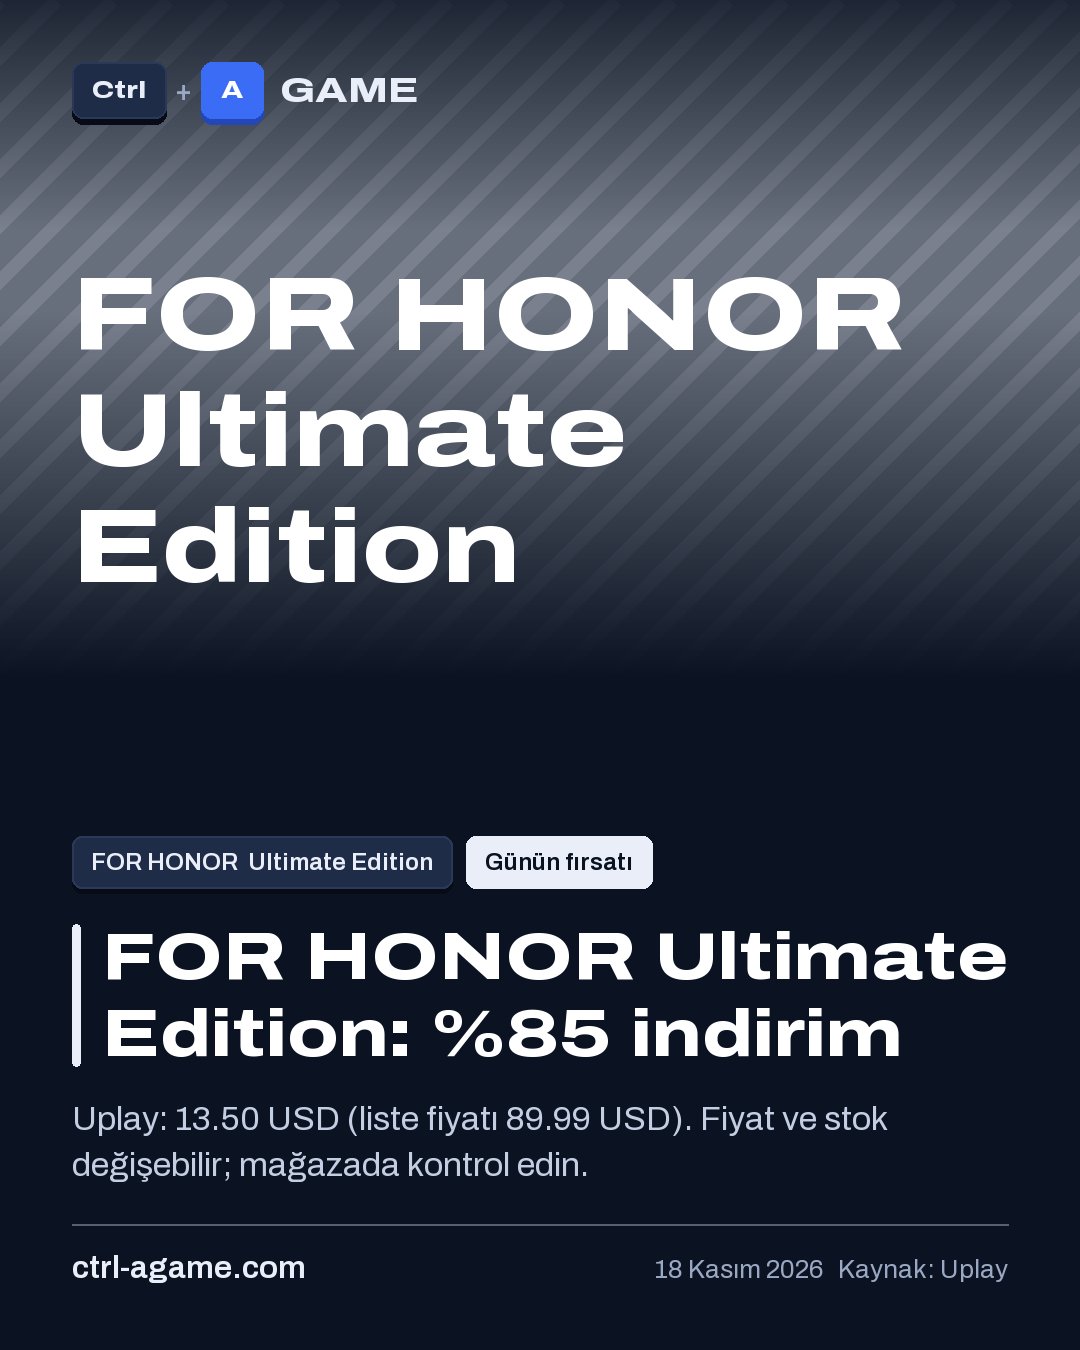 Ctrl + A GAME
FOR HONOR
Ultimate
Edition
FOR HONOR Ultimate Edition
Günün fırsatı
FOR HONOR Ultimate
Edition: %85 indirim
Uplay: 13.50 USD (liste fiyatı 89.99 USD). Fiyat ve stok
değişebilir; mağazada kontrol edin.
ctrl-agame.com
18 Kasım 2026 Kaynak: Uplay